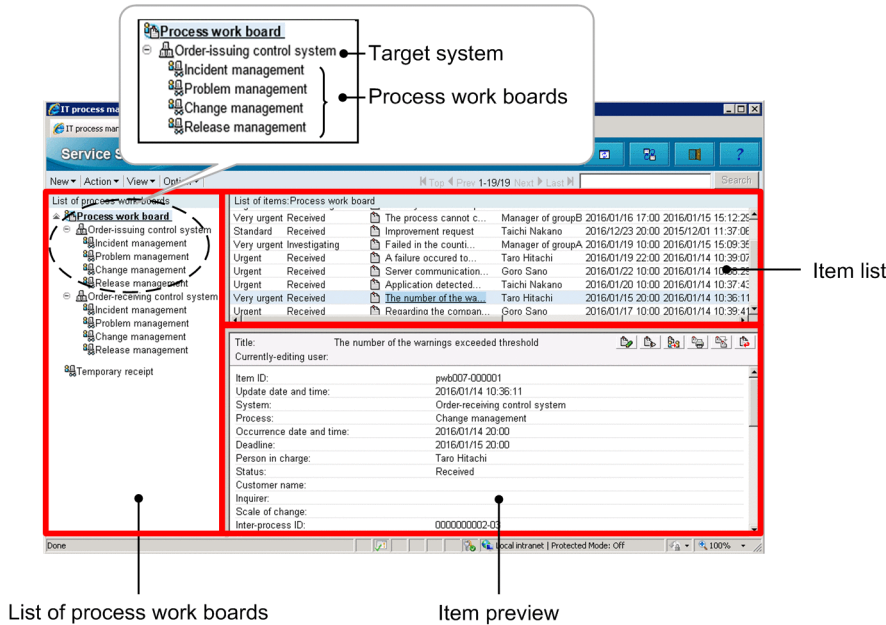 Process work board
Order-issuing control system
Target system
Incident management
Problem management
Process work boards
Change management
Release management
IT process ma
IT process mar
Service S
New Action View Option
Top Prev 1-19/19 Next Last Search
List of process work boards
Process work board
Order-issuing control system
Incident management
Problem management
Change management
Release management
Order-receiving control system
Incident management
Problem management
Change management
Release management
Temporary receipt
List of items:Process work board
Very urgent Received The process cannot c... Manager of groupB 2016/01/16 17:00 2016/01/15 15:12:29
Standard Received Improvement request Taichi Nakano 2016/12/23 20:00 2015/12/01 11:37:06
Very urgent Investigating Failed in the counti... Manager of groupA 2016/01/19 10:00 2016/01/15 15:09:35
Urgent Received A failure occured to... Taro Hitachi 2016/01/19 22:00 2016/01/14 10:39:07
Urgent Received Server communication... Goro Sano 2016/01/22 10:00 2016/01/14
Urgent Received Application detected... Taichi Nakano 2016/01/20 10:00 2016/01/14 10:37:43
Very urgent Received The number of the wa... Taro Hitachi 2016/01/15 20:00 2016/01/14 10:36:11
Urgent Received Regarding the compan... Goro Sano 2016/01/17 10:00 2016/01/14 10:39:41
Item list
Title: The number of the warnings exceeded threshold
Currently-editing user:
Item ID: pwb007-000001
Update date and time: 2016/01/14 10:36:11
System: Order-receiving control system
Process: Change management
Occurrence date and time: 2016/01/14 20:00
Deadline: 2016/01/15 20:00
Person in charge: Taro Hitachi
Status: Received
Customer name:
Inquirer:
Scale of change:
Inter-process ID: 0000000002-03
Done Local intranet | Protected Mode: Off 100%
List of process work boards
Item preview